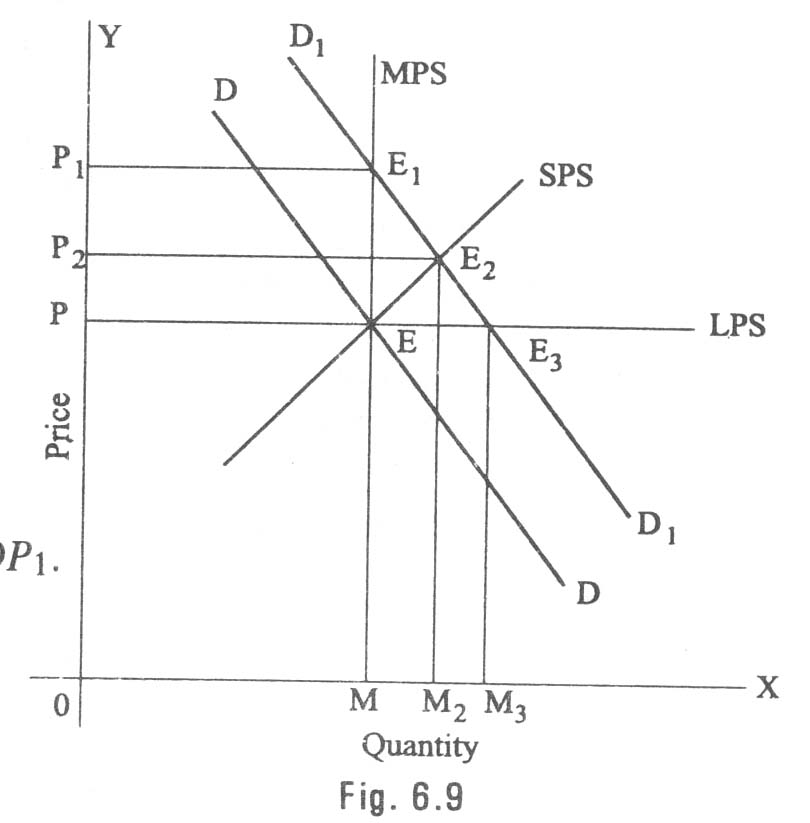 Y
D₁
MPS
D
P₁
E₁
SPS
P₂
E₂
P
E
E₃
LPS
Price
D₁
P₁.
D
0
M
M₂
M₃
X
Quantity
Fig. 6.9